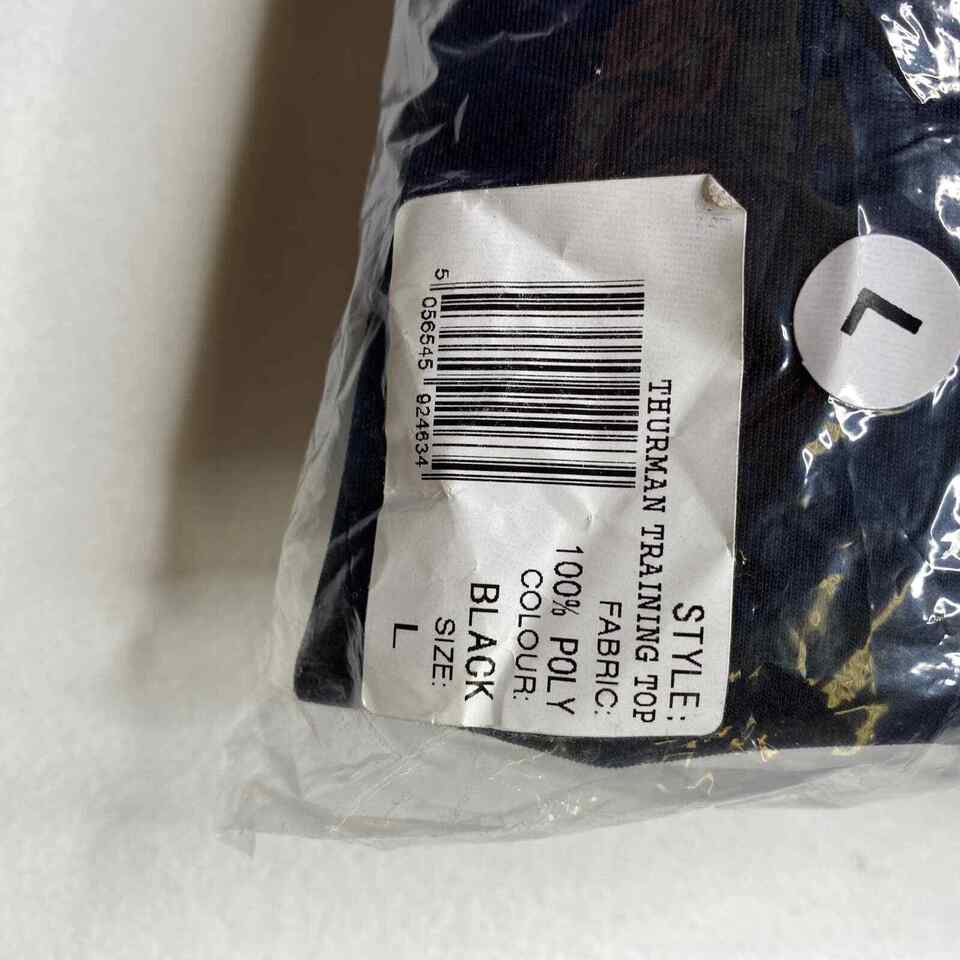 STYLE:
THURMAN TRAINING TOP
FABRIC:
100% POLY
COLOUR:
BLACK
SIZE:
L
5 056545 924634
L